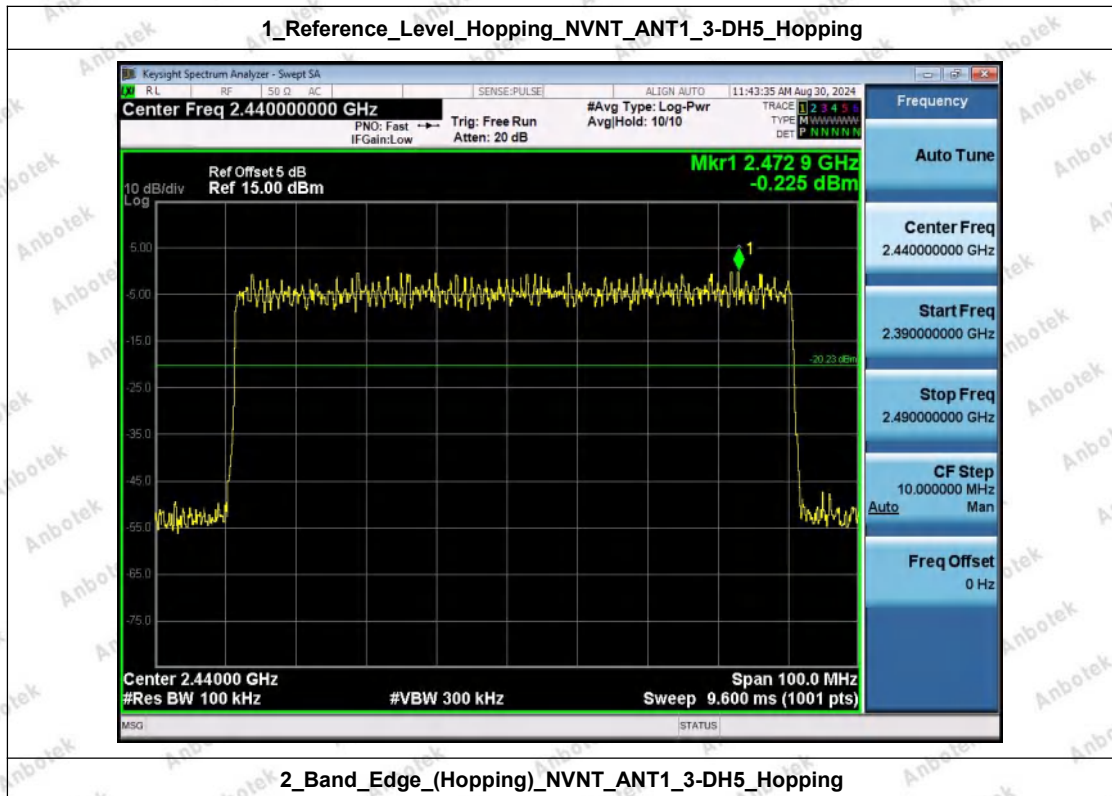 1_Reference_Level_Hopping_NVNT_ANT1_3-DH5_Hopping
Keysight Spectrum Analyzer - Swept SA
RL RF 50 Ω AC SENSE:PULSE ALIGN AUTO 11:43:35 AM Aug 30, 2024
Center Freq 2.440000000 GHz
PNO: Fast
IFGain:Low
Trig: Free Run
Atten: 20 dB
#Avg Type: Log-Pwr
Avg|Hold: 10/10
TRACE 1 2 3 4 5 6
TYPE M WWWWW
DET P N N N N N
Frequency
Auto Tune
Center Freq
2.440000000 GHz
Start Freq
2.390000000 GHz
Stop Freq
2.490000000 GHz
CF Step
10.000000 MHz
Auto Man
Freq Offset
0 Hz
Mkr1 2.472 9 GHz
-0.225 dBm
Ref Offset 5 dB
10 dB/div Ref 15.00 dBm
Log
5.00
-5.00
-15.0
-25.0
-35.0
-45.0
-55.0
-65.0
-75.0
1
-20.23 dBm
Center 2.44000 GHz Span 100.0 MHz
#Res BW 100 kHz #VBW 300 kHz Sweep 9.600 ms (1001 pts)
MSG STATUS
2_Band_Edge_(Hopping)_NVNT_ANT1_3-DH5_Hopping
Anbotek